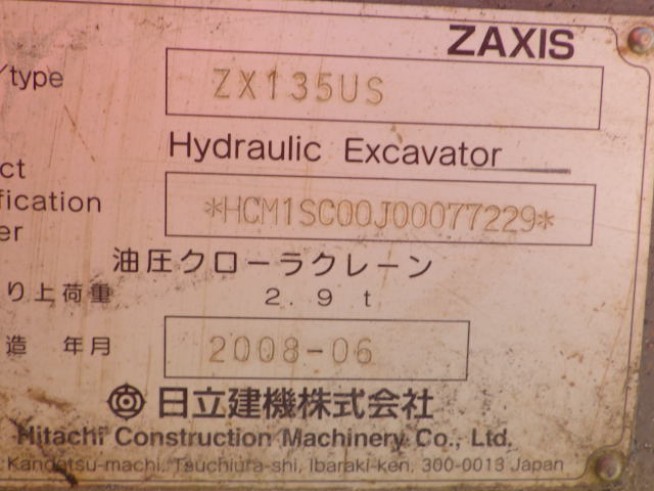 ZAXIS
/type
ZX135US
Hydraulic Excavator
ct
fication
er
*HCM1SC00J00077229*
油圧クローラクレーン
り上荷重 2.9 t
造 年月 2008-06
日立建機株式会社
Hitachi Construction Machinery Co., Ltd.
Kandatsu-machi, Tsuchiura-shi, Ibaraki-ken, 300-0013 Japan